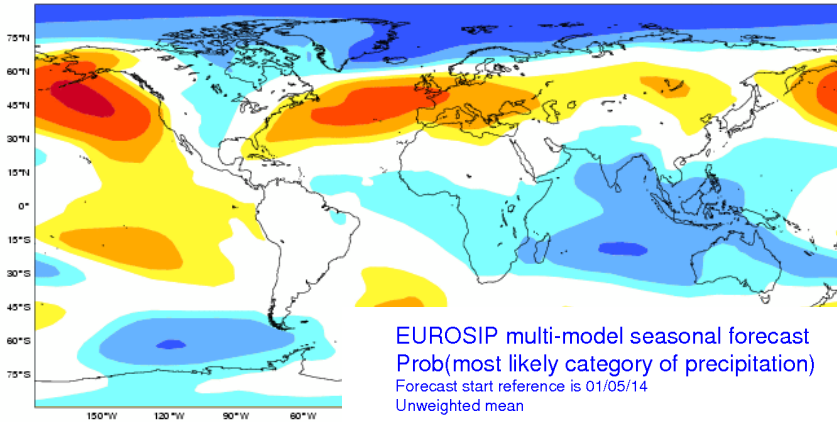 75°N
60°N
45°N
30°N
15°N
0°
15°S
30°S
45°S
60°S
75°S
150°W
120°W
90°W
60°W
EUROSIP multi-model seasonal forecast
Prob(most likely category of precipitation)
Forecast start reference is 01/05/14
Unweighted mean